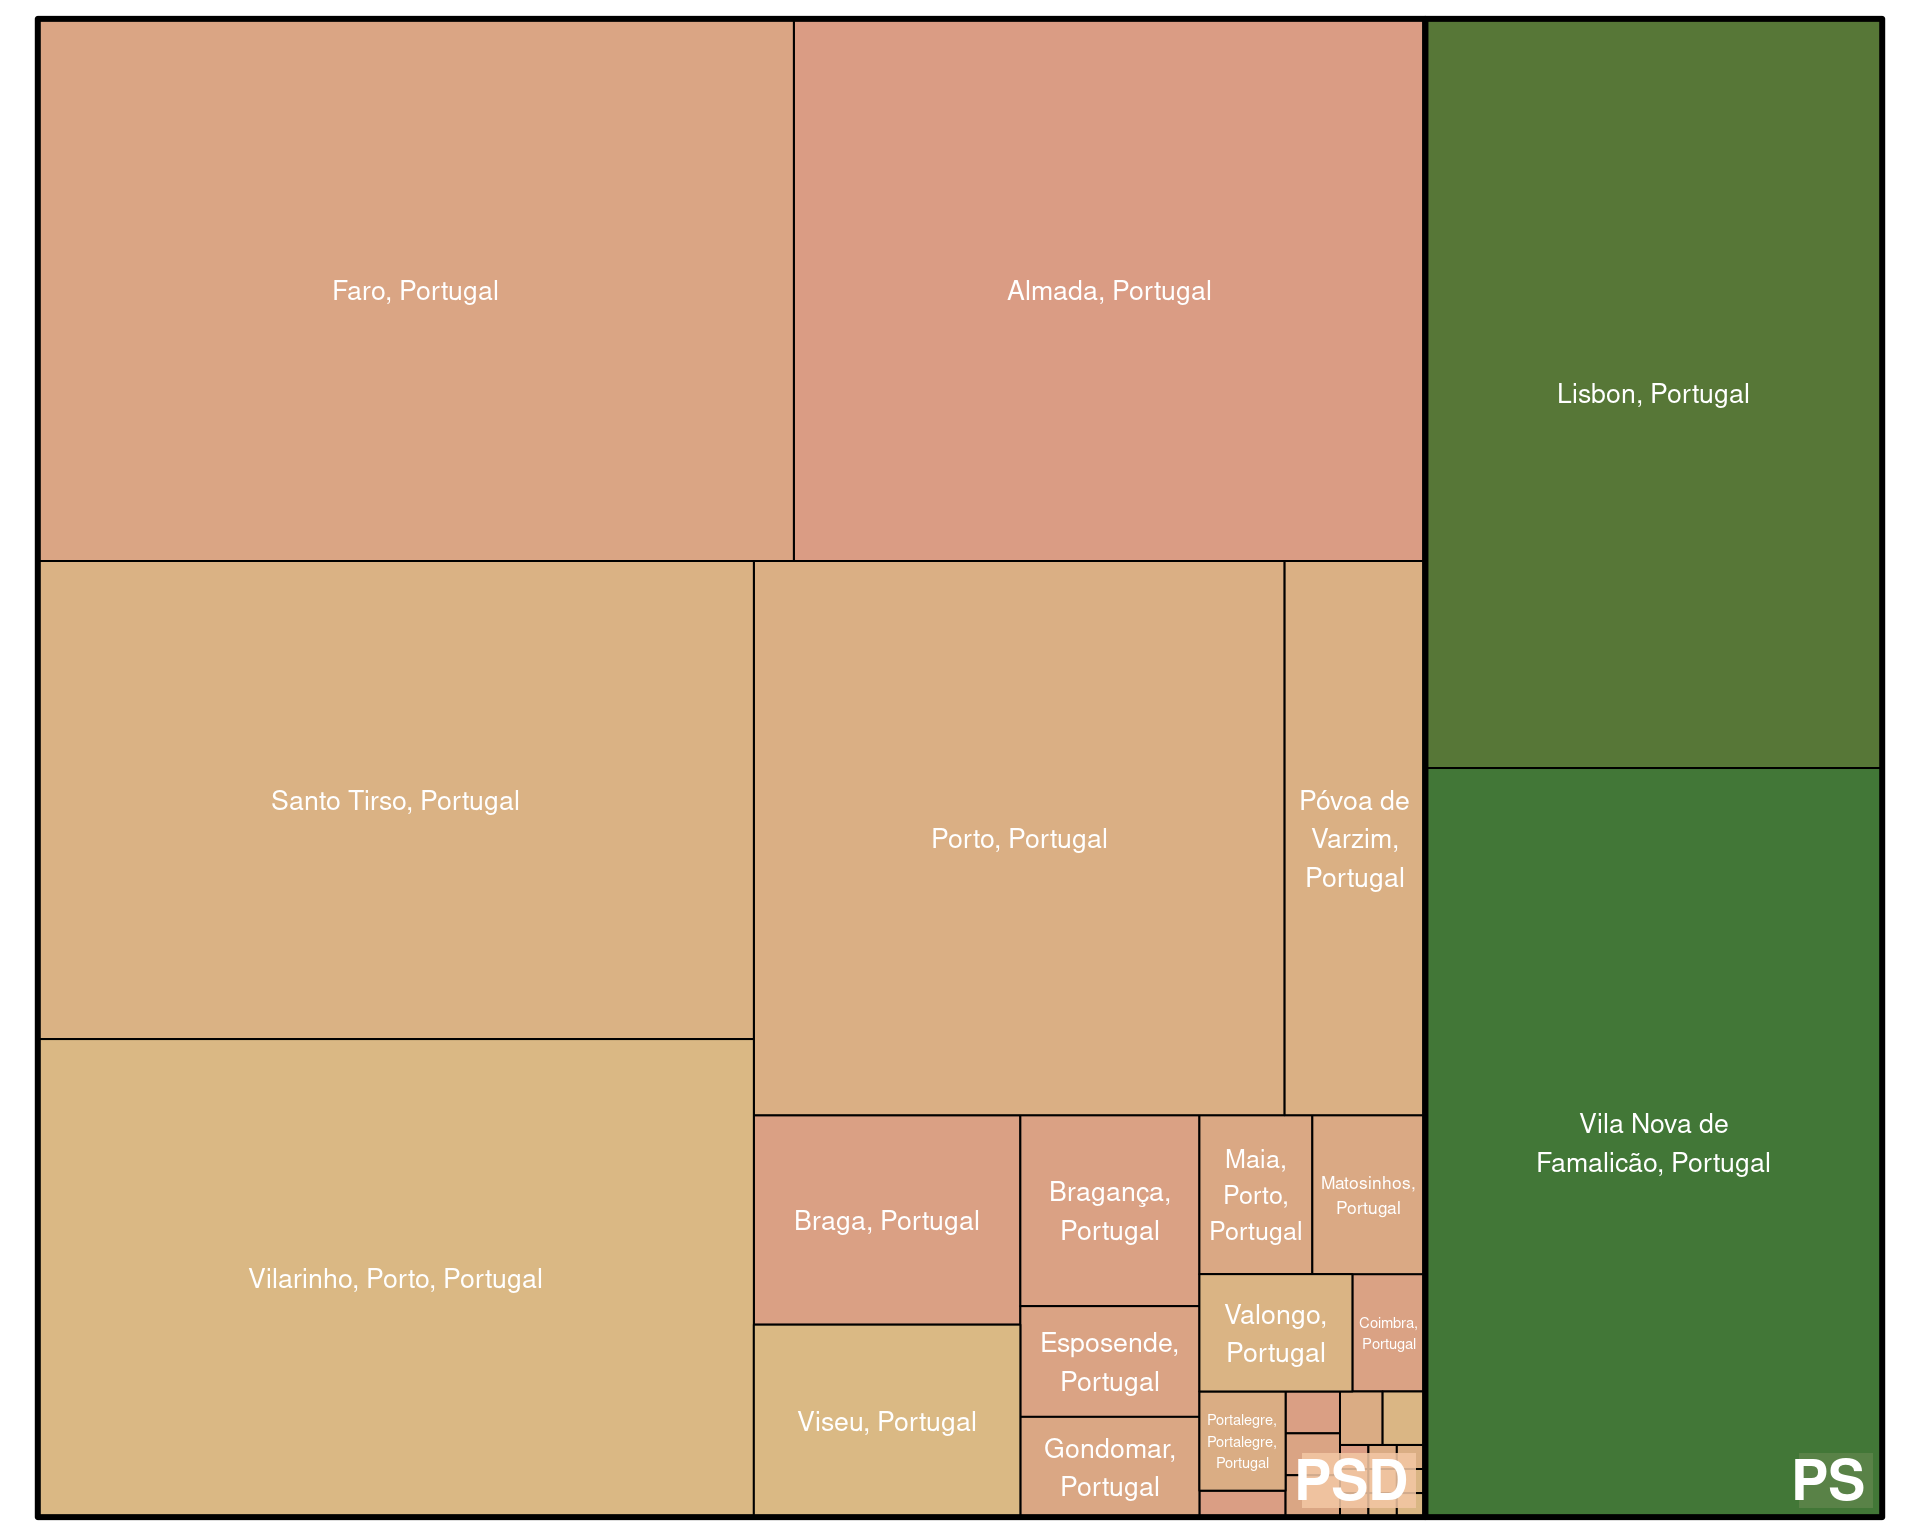 Faro, Portugal
Almada, Portugal
Lisbon, Portugal
Santo Tirso, Portugal
Porto, Portugal
Póvoa de
Varzim,
Portugal
Vila Nova de
Famalicão, Portugal
Vilarinho, Porto, Portugal
Braga, Portugal
Bragança,
Portugal
Maia,
Porto,
Portugal
Matosinhos,
Portugal
Viseu, Portugal
Esposende,
Portugal
Valongo,
Portugal
Coimbra,
Portugal
Gondomar,
Portugal
Portalegre,
Portalegre,
Portugal
PSD
PS